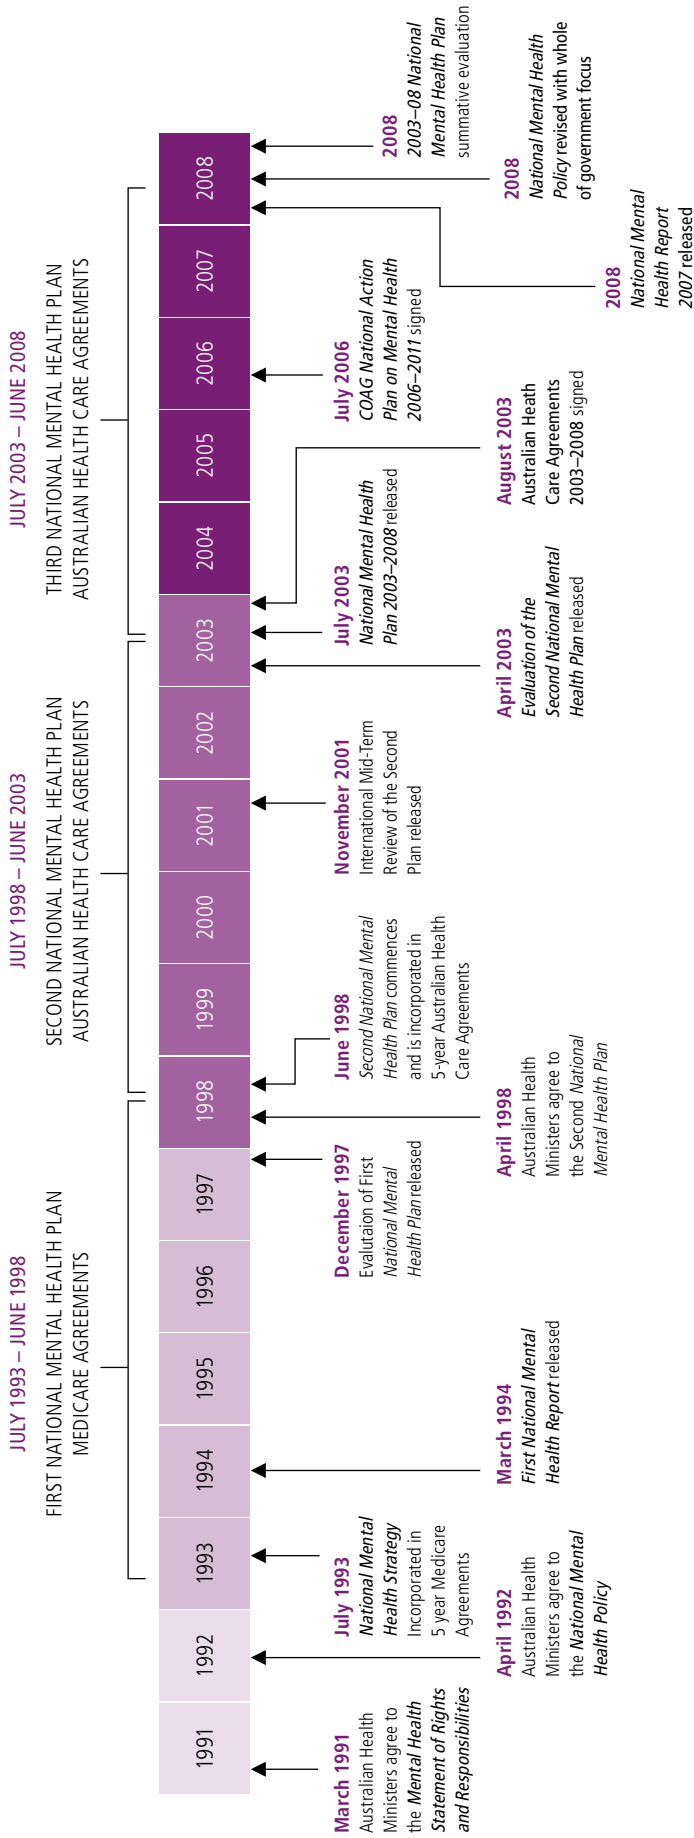 JULY 1993 – JUNE 1998
FIRST NATIONAL MENTAL HEALTH PLAN
MEDICARE AGREEMENTS
JULY 1998 – JUNE 2003
SECOND NATIONAL MENTAL HEALTH PLAN
AUSTRALIAN HEALTH CARE AGREEMENTS
JULY 2003 – JUNE 2008
THIRD NATIONAL MENTAL HEALTH PLAN
AUSTRALIAN HEALTH CARE AGREEMENTS
1991
1992
1993
1994
1995
1996
1997
1998
1999
2000
2001
2002
2003
2004
2005
2006
2007
2008
March 1991
Australian Health
Ministers agree to
the Mental Health
Statement of Rights
and Responsibilities
April 1992
Australian Health
Ministers agree to
the National Mental
Health Policy
July 1993
National Mental
Health Strategy
Incorporated in
5 year Medicare
Agreements
March 1994
First National Mental
Health Report released
December 1997
Evalutaion of First
National Mental
Health Plan released
April 1998
Australian Health
Ministers agree to
the Second National
Mental Health Plan
June 1998
Second National Mental
Health Plan commences
and is incorporated in
5-year Australian Health
Care Agreements
November 2001
International Mid-Term
Review of the Second
Plan released
April 2003
Evaluation of the
Second National Mental
Health Plan released
July 2003
National Mental Health
Plan 2003–2008 released
August 2003
Australian Heath
Care Agreements
2003–2008 signed
July 2006
COAG National Action
Plan on Mental Health
2006–2011 signed
2008
National Mental
Health Report
2007 released
2008
National Mental Health
Policy revised with whole
of government focus
2008
2003–08 National
Mental Health Plan
summative evaluation